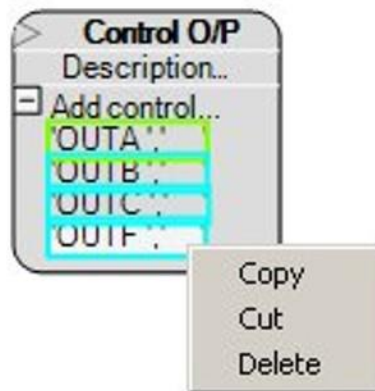 Control O/P
Description...
Add control...
'OUTA ',' '
'OUTB ','
'OUTC ','
'OUTF ','
Copy
Cut
Delete